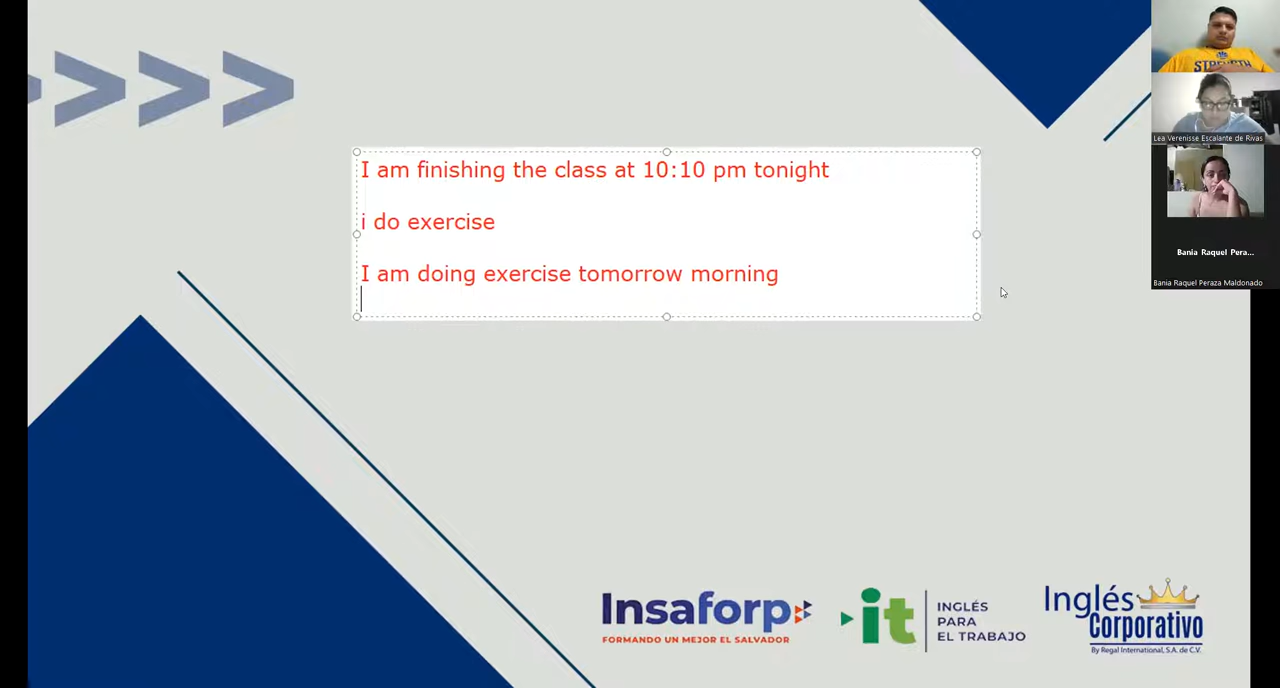 I am finishing the class at 10:10 pm tonight
i do exercise
I am doing exercise tomorrow morning
STRENGTH
Lea Verenisse Escalante de Rivas
Bania Raquel Pera...
Bania Raquel Peraza Maldonado
Insaforp
FORMANDO UN MEJOR EL SALVADOR
it
INGLÉS
PARA
EL TRABAJO
Inglés
Corporativo
By Regal International, S.A. de C.V.